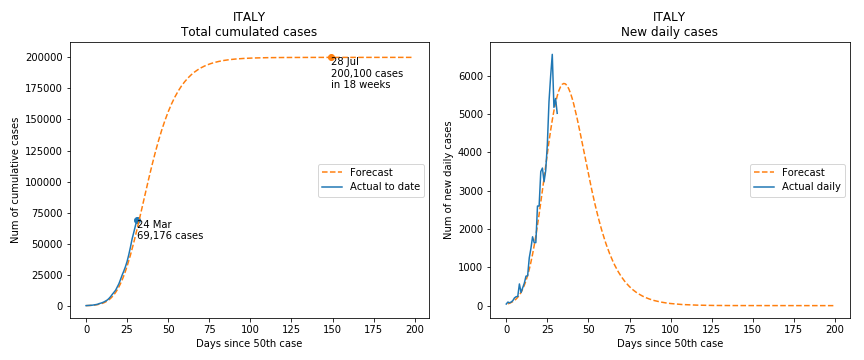 ITALY
Total cumulated cases
Num of cumulative cases
200000
175000
150000
125000
100000
75000
50000
25000
0
28 Jul
200,100 cases
in 18 weeks
Forecast
Actual to date
24 Mar
69,176 cases
0 25 50 75 100 125 150 175 200
Days since 50th case
ITALY
New daily cases
Num of new daily cases
6000
5000
4000
3000
2000
1000
0
Forecast
Actual daily
0 25 50 75 100 125 150 175 200
Days since 50th case